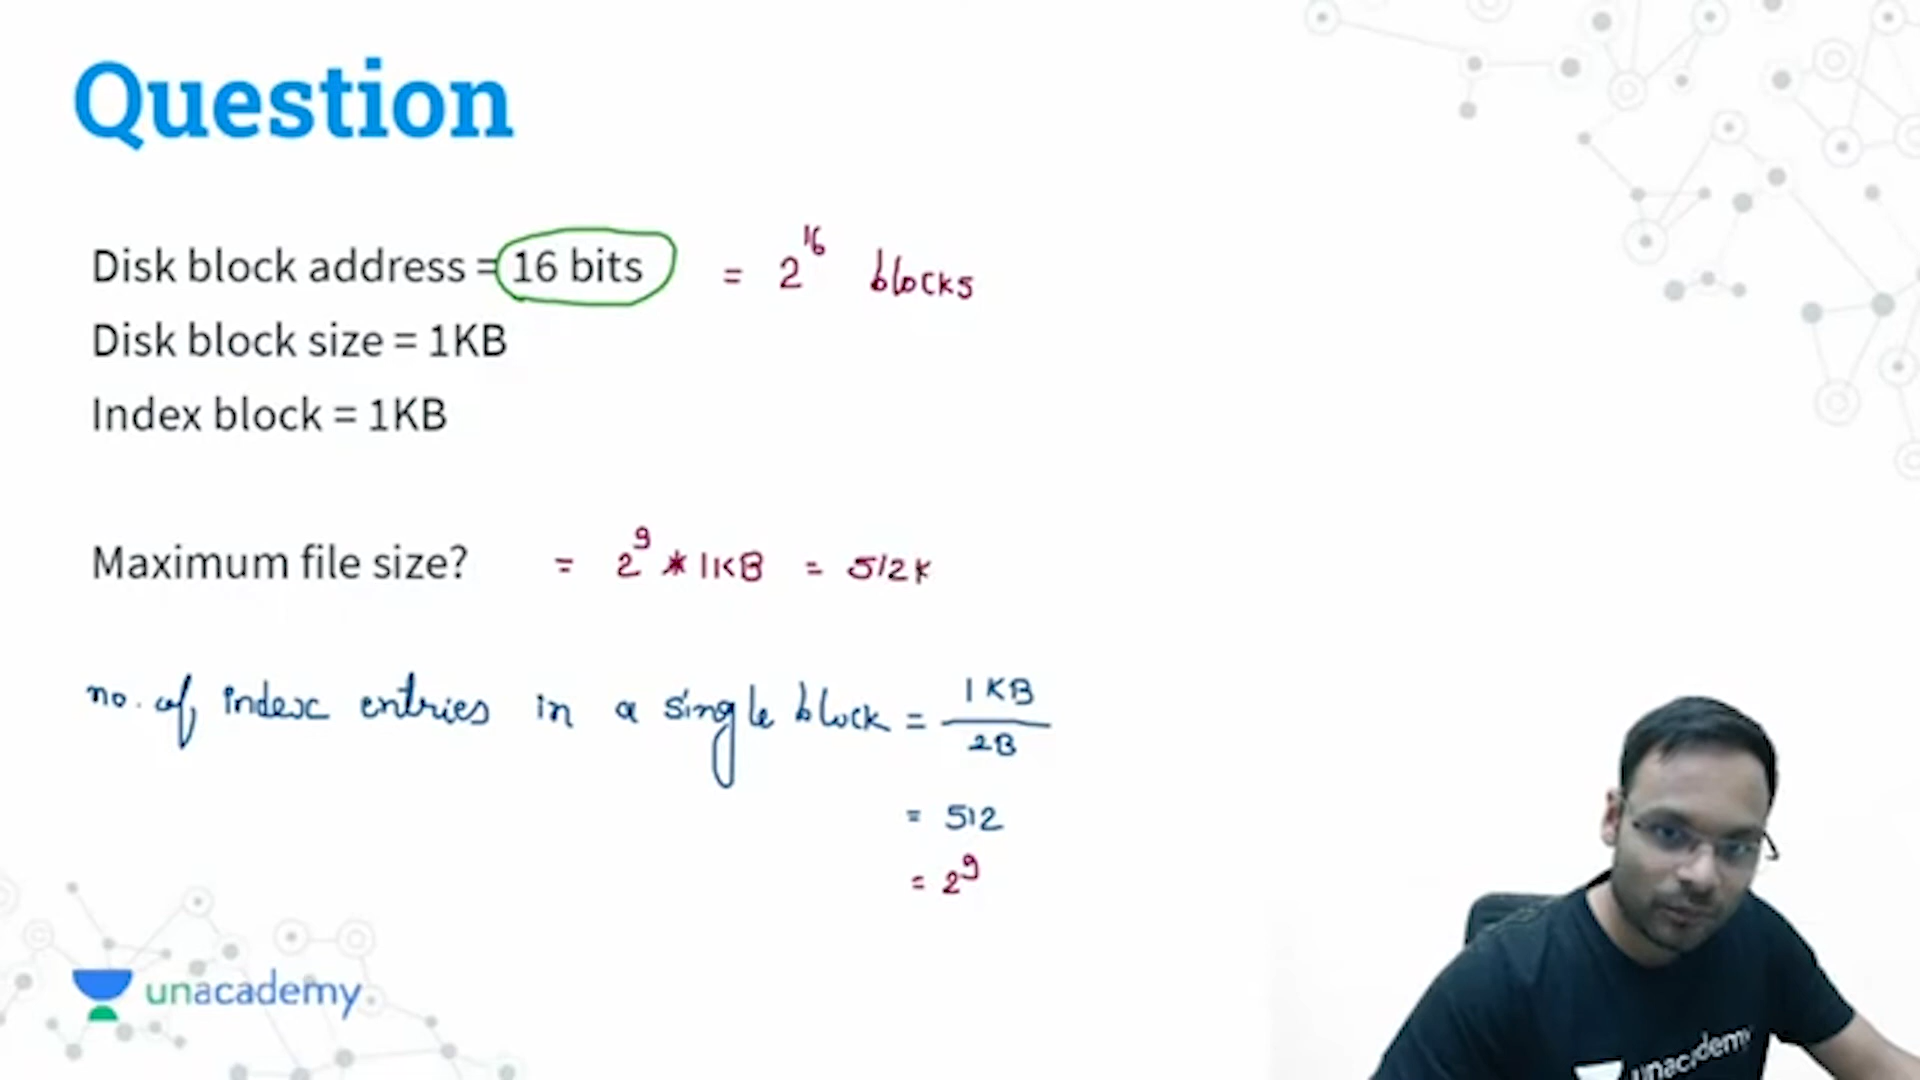 Question
Disk block address = 16 bits = 2^16 blocks
Disk block size = 1KB
Index block = 1KB
Maximum file size? = 2^9 * 1KB = 512K
no. of index entries in a single block = 1KB / 2B
= 512
= 2^9
unacademy
unacademy